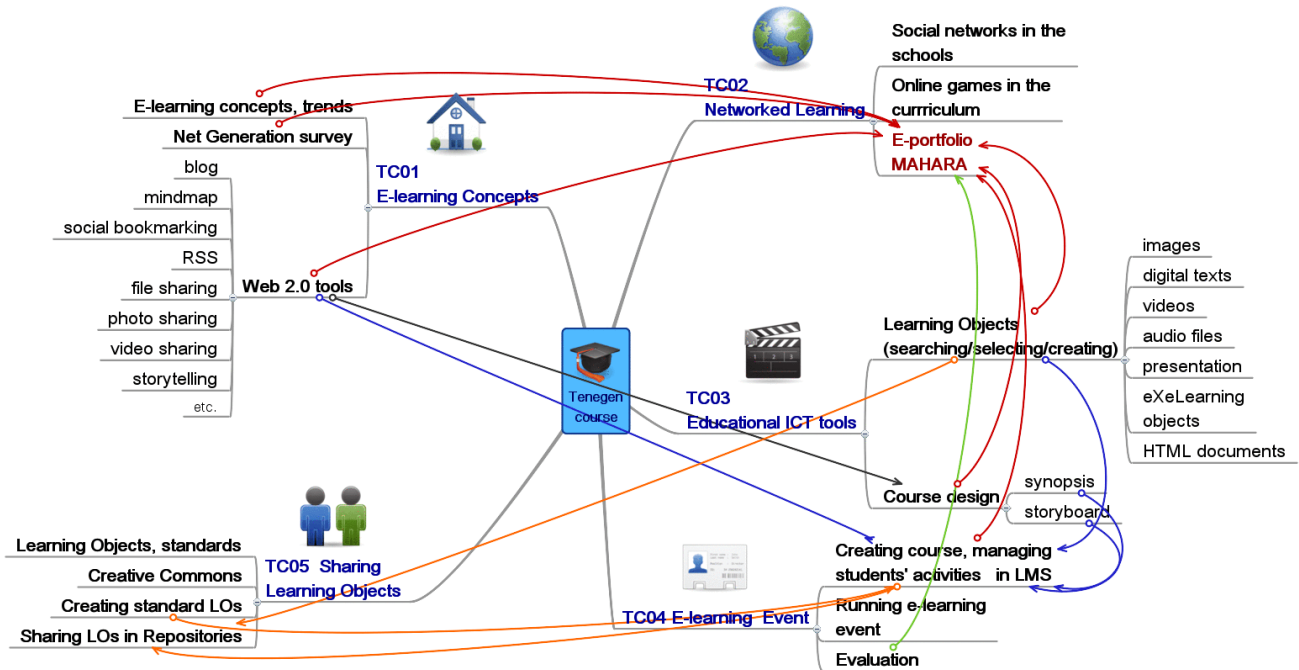 Social networks in the
schools
TC02
Networked Learning
Online games in the
currriculum
E-portfolio
MAHARA
E-learning concepts, trends
Net Generation survey
TC01
E-learning Concepts
blog
mindmap
social bookmarking
RSS
file sharing
photo sharing
video sharing
storytelling
etc.
Web 2.0 tools
Tenegen
course
TC03
Educational ICT tools
Learning Objects
(searching/selecting/creating)
images
digital texts
videos
audio files
presentation
eXeLearning
objects
HTML documents
Course design
synopsis
storyboard
TC05 Sharing
Learning Objects
Learning Objects, standards
Creative Commons
Creating standard LOs
Sharing LOs in Repositories
TC04 E-learning Event
Creating course, managing
students' activities in LMS
Running e-learning
event
Evaluation